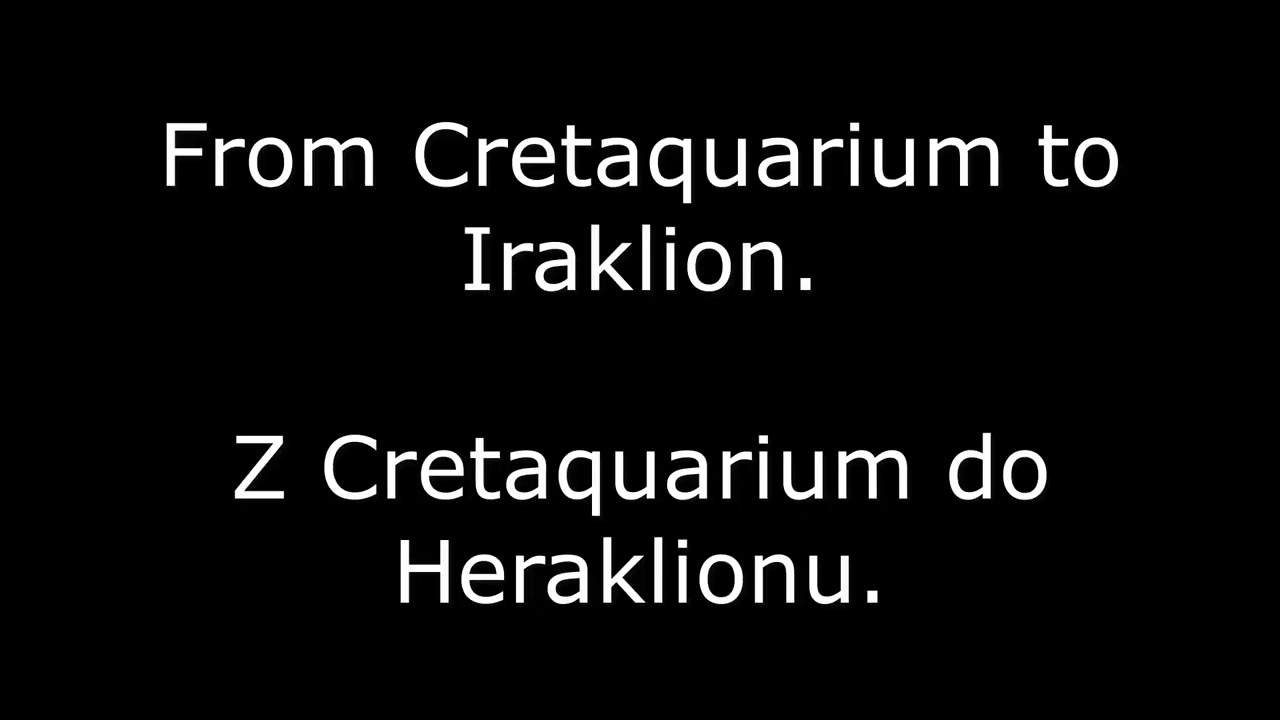 From Cretaquarium to
Iraklion.
Z Cretaquarium do
Heraklionu.